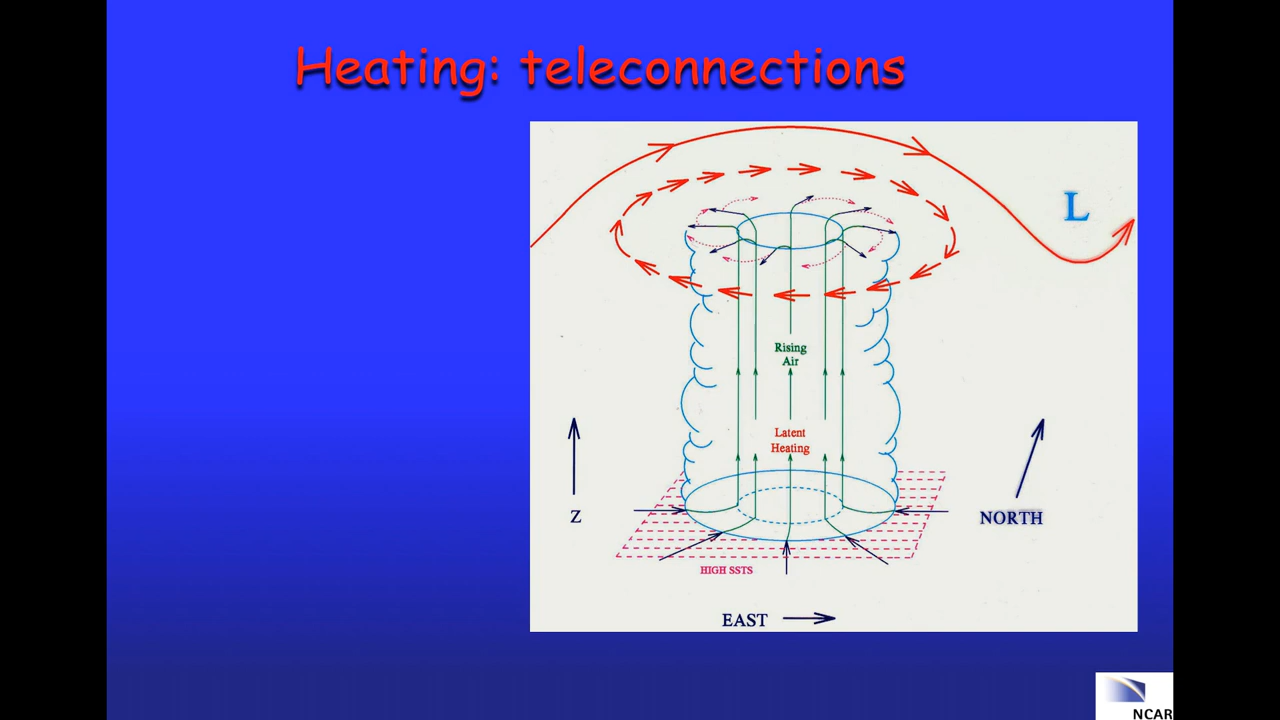 Heating: teleconnections
L
Rising
Air
Latent
Heating
Z
NORTH
HIGH SSTS
EAST
NCAR